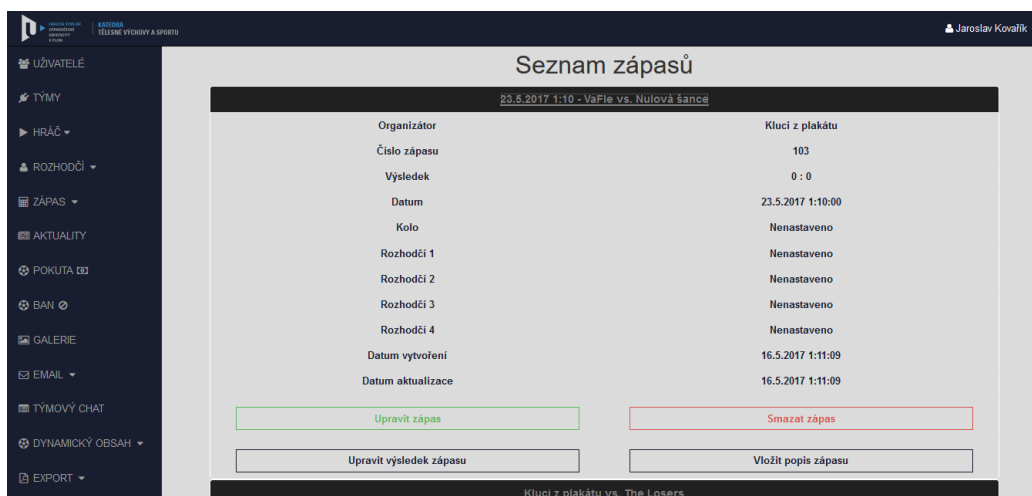 KATEDRA
TĚLESNÉ VÝCHOVY A SPORTU
Jaroslav Kovařík
UŽIVATELÉ
TÝMY
HRÁČ
ROZHODČÍ
ZÁPAS
AKTUALITY
POKUTA
BAN
GALERIE
EMAIL
TÝMOVÝ CHAT
DYNAMICKÝ OBSAH
EXPORT
Seznam zápasů
23.5.2017 1:10 - VaFle vs. Nulová šance
Organizátor Kluci z plakátu
Číslo zápasu 103
Výsledek 0 : 0
Datum 23.5.2017 1:10:00
Kolo Nenastaveno
Rozhodčí 1 Nenastaveno
Rozhodčí 2 Nenastaveno
Rozhodčí 3 Nenastaveno
Rozhodčí 4 Nenastaveno
Datum vytvoření 16.5.2017 1:11:09
Datum aktualizace 16.5.2017 1:11:09
Upravit zápas Smazat zápas
Upravit výsledek zápasu Vložit popis zápasu
Kluci z plakátu vs. The Losers